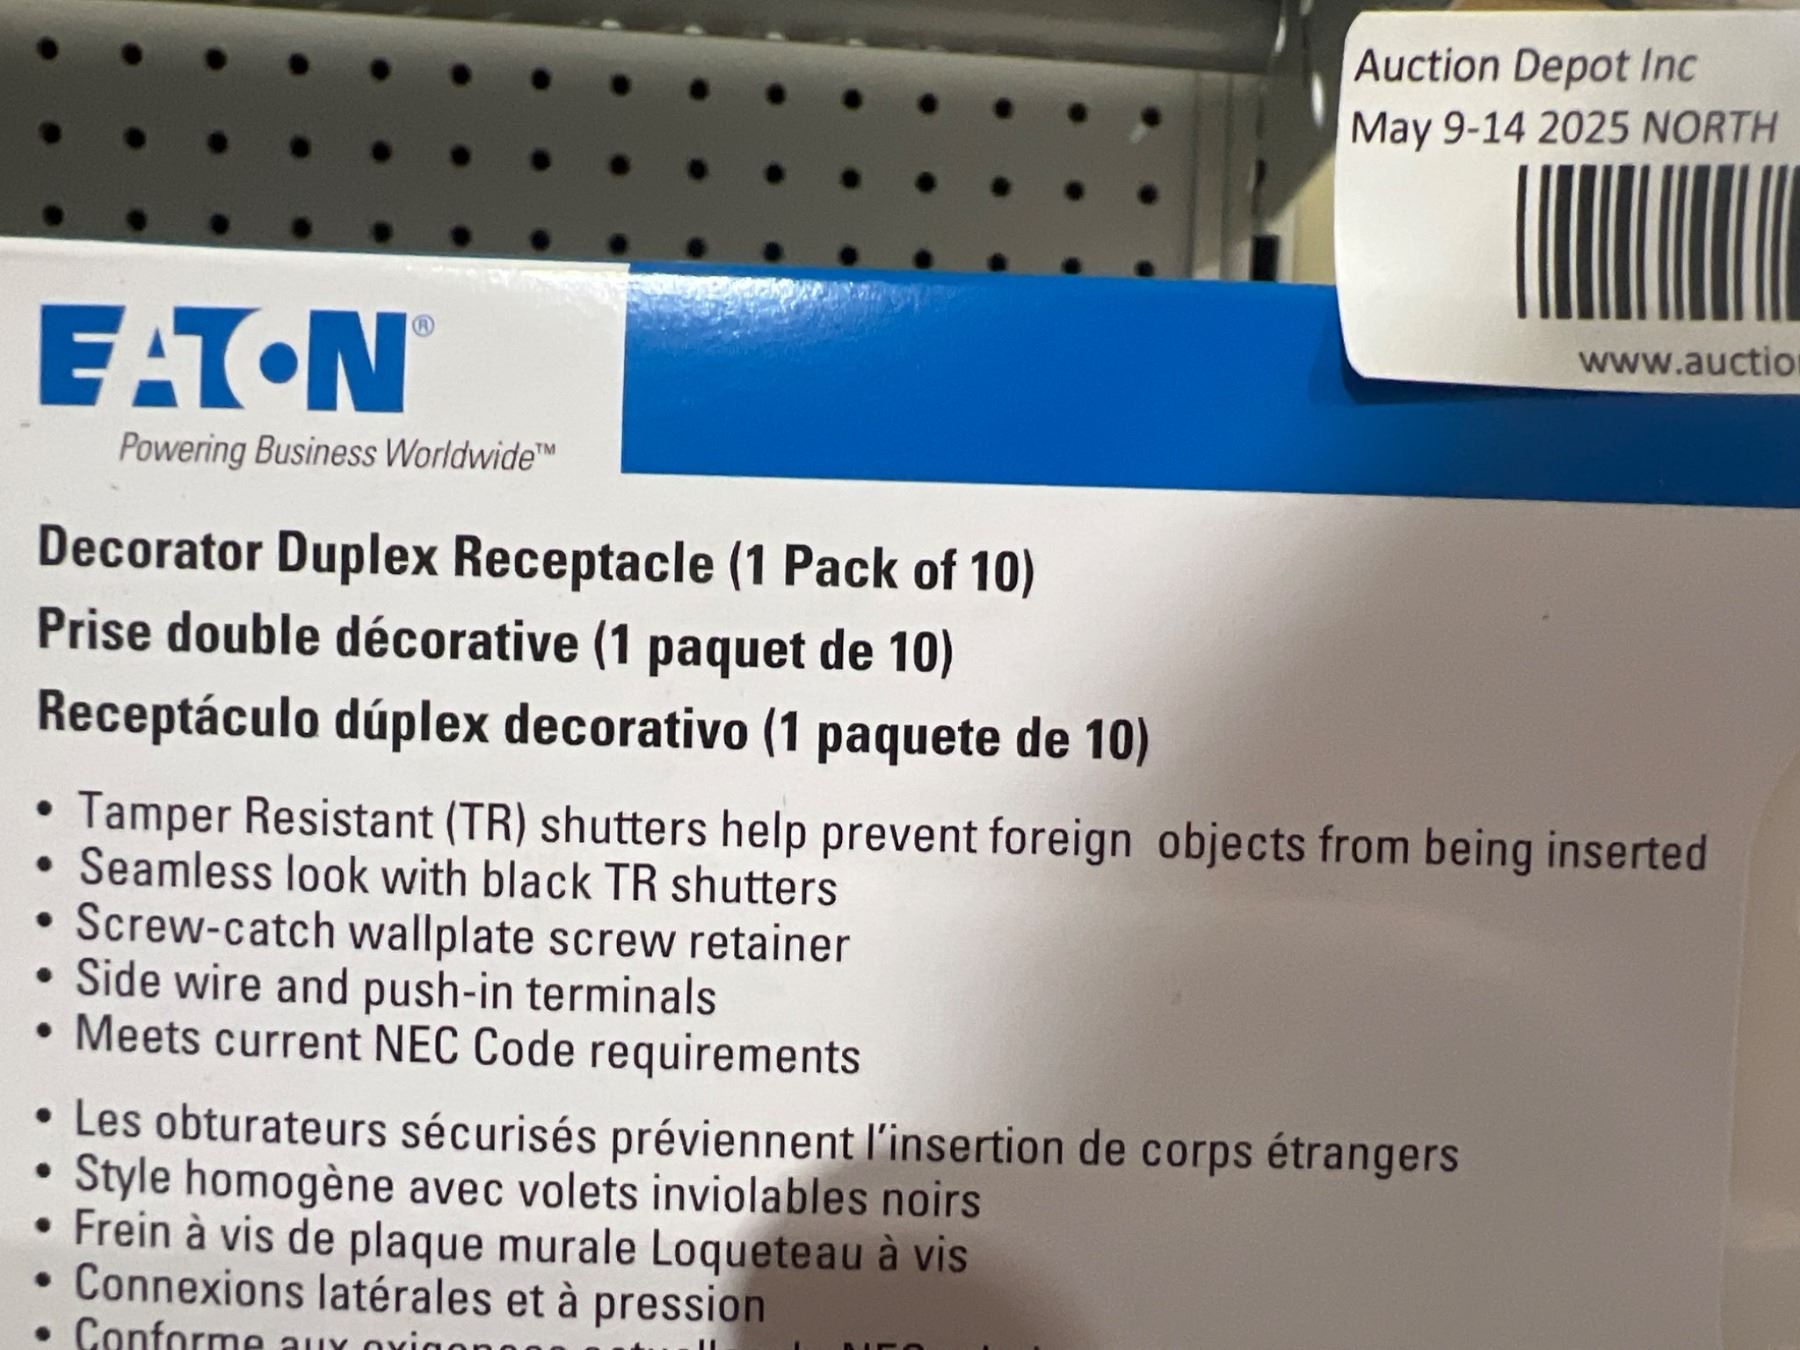 Auction Depot Inc
May 9-14 2025 NORTH
www.auctio
EATON®
Powering Business Worldwide™
Decorator Duplex Receptacle (1 Pack of 10)
Prise double décorative (1 paquet de 10)
Receptáculo dúplex decorativo (1 paquete de 10)
• Tamper Resistant (TR) shutters help prevent foreign objects from being inserted
• Seamless look with black TR shutters
• Screw-catch wallplate screw retainer
• Side wire and push-in terminals
• Meets current NEC Code requirements
• Les obturateurs sécurisés préviennent l'insertion de corps étrangers
• Style homogène avec volets inviolables noirs
• Frein à vis de plaque murale Loqueteau à vis
• Connexions latérales et à pression
• Conforme aux